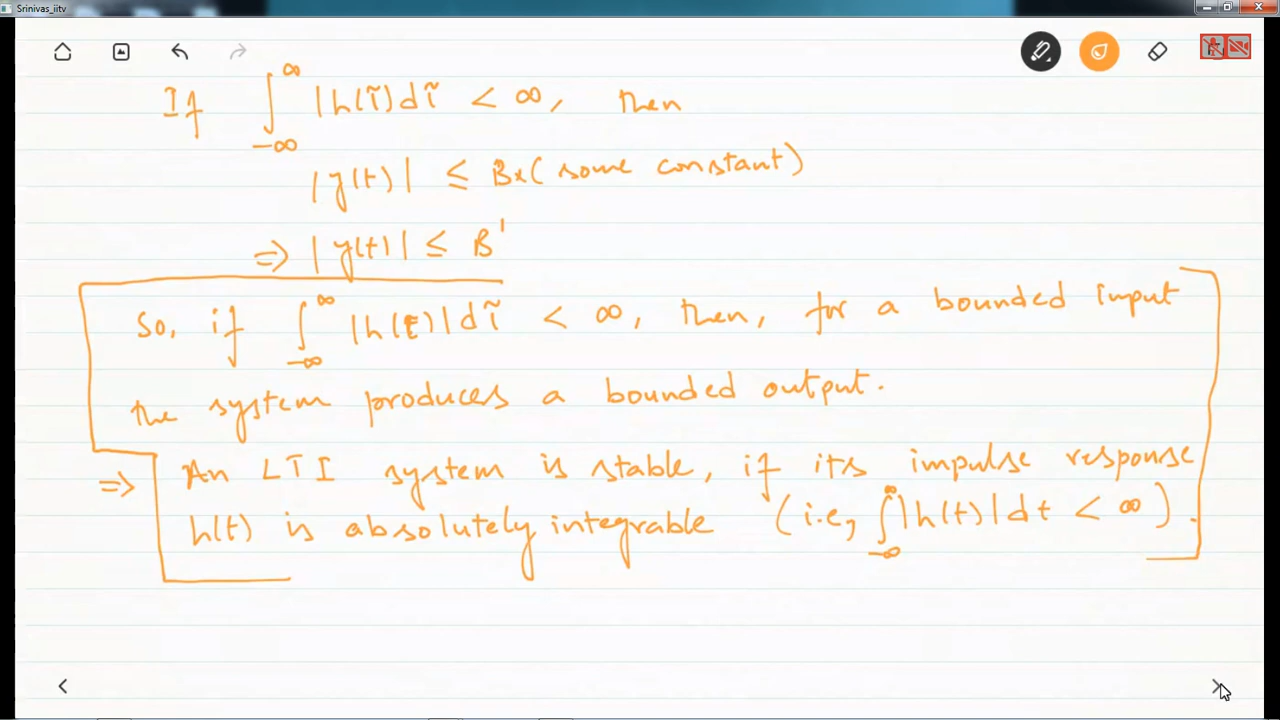 Srinivas_iitv
If ∫_{-∞}^{∞} |h(τ̃)dτ̃ < ∞, then
|y(t)| ≤ Bx(some constant)
⇒ |y(t)| ≤ B'
So, if ∫_{-∞}^{∞} |h(t)|dτ̃ < ∞, then, for a bounded input
the system produces a bounded output.
⇒ An LTI system is stable, if its impulse response
h(t) is absolutely integrable (i.e, ∫_{-∞}^{∞} |h(t)|dt < ∞).